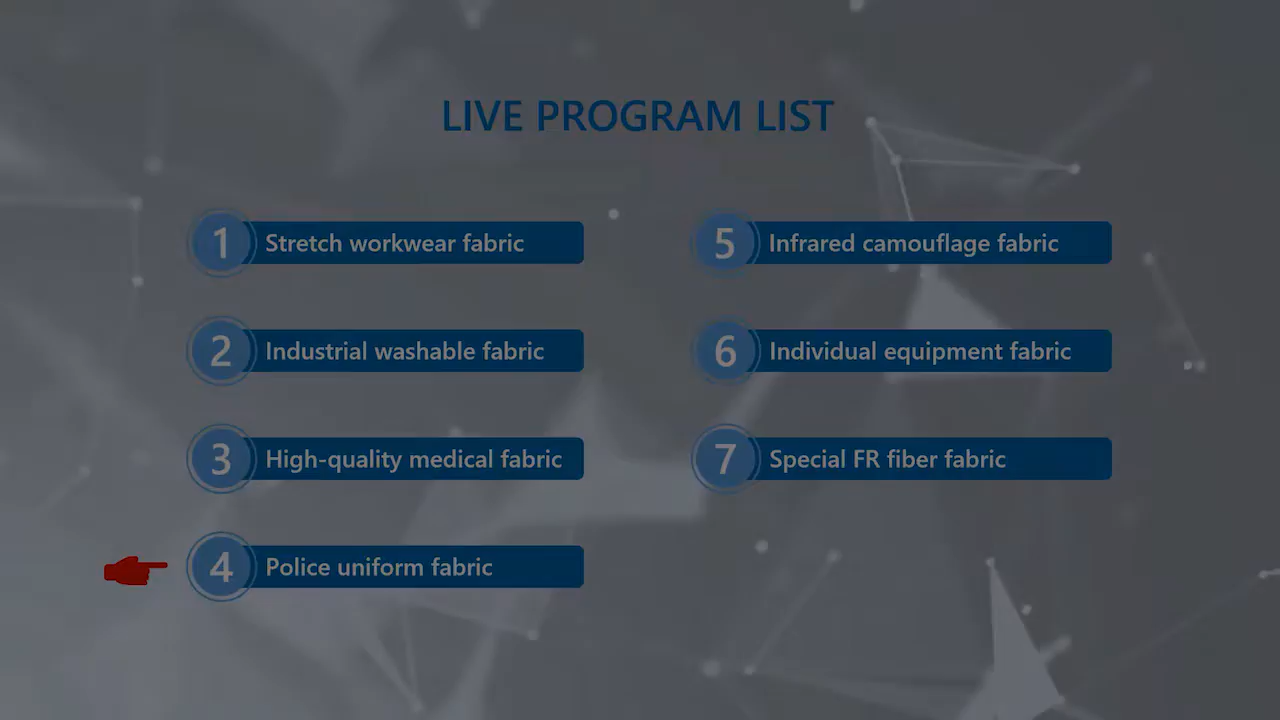 LIVE PROGRAM LIST
1 Stretch workwear fabric
2 Industrial washable fabric
3 High-quality medical fabric
4 Police uniform fabric
5 Infrared camouflage fabric
6 Individual equipment fabric
7 Special FR fiber fabric